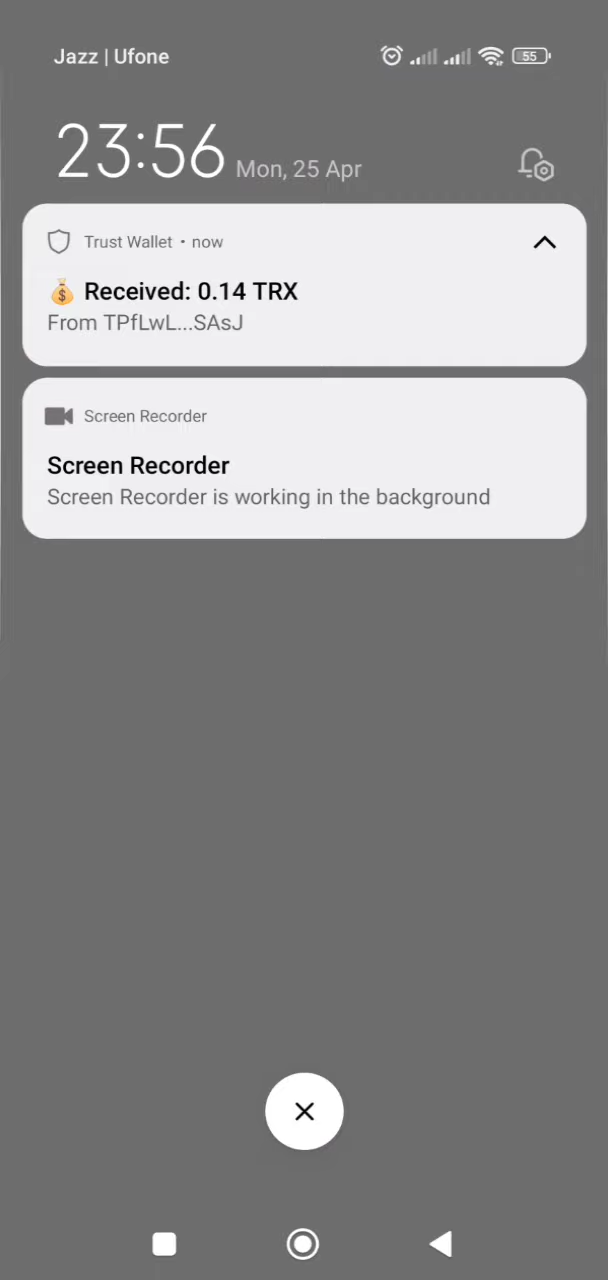 Jazz | Ufone
55
23:56 Mon, 25 Apr
Trust Wallet • now
💰 Received: 0.14 TRX
From TPfLwL...SAsJ
Screen Recorder
Screen Recorder
Screen Recorder is working in the background